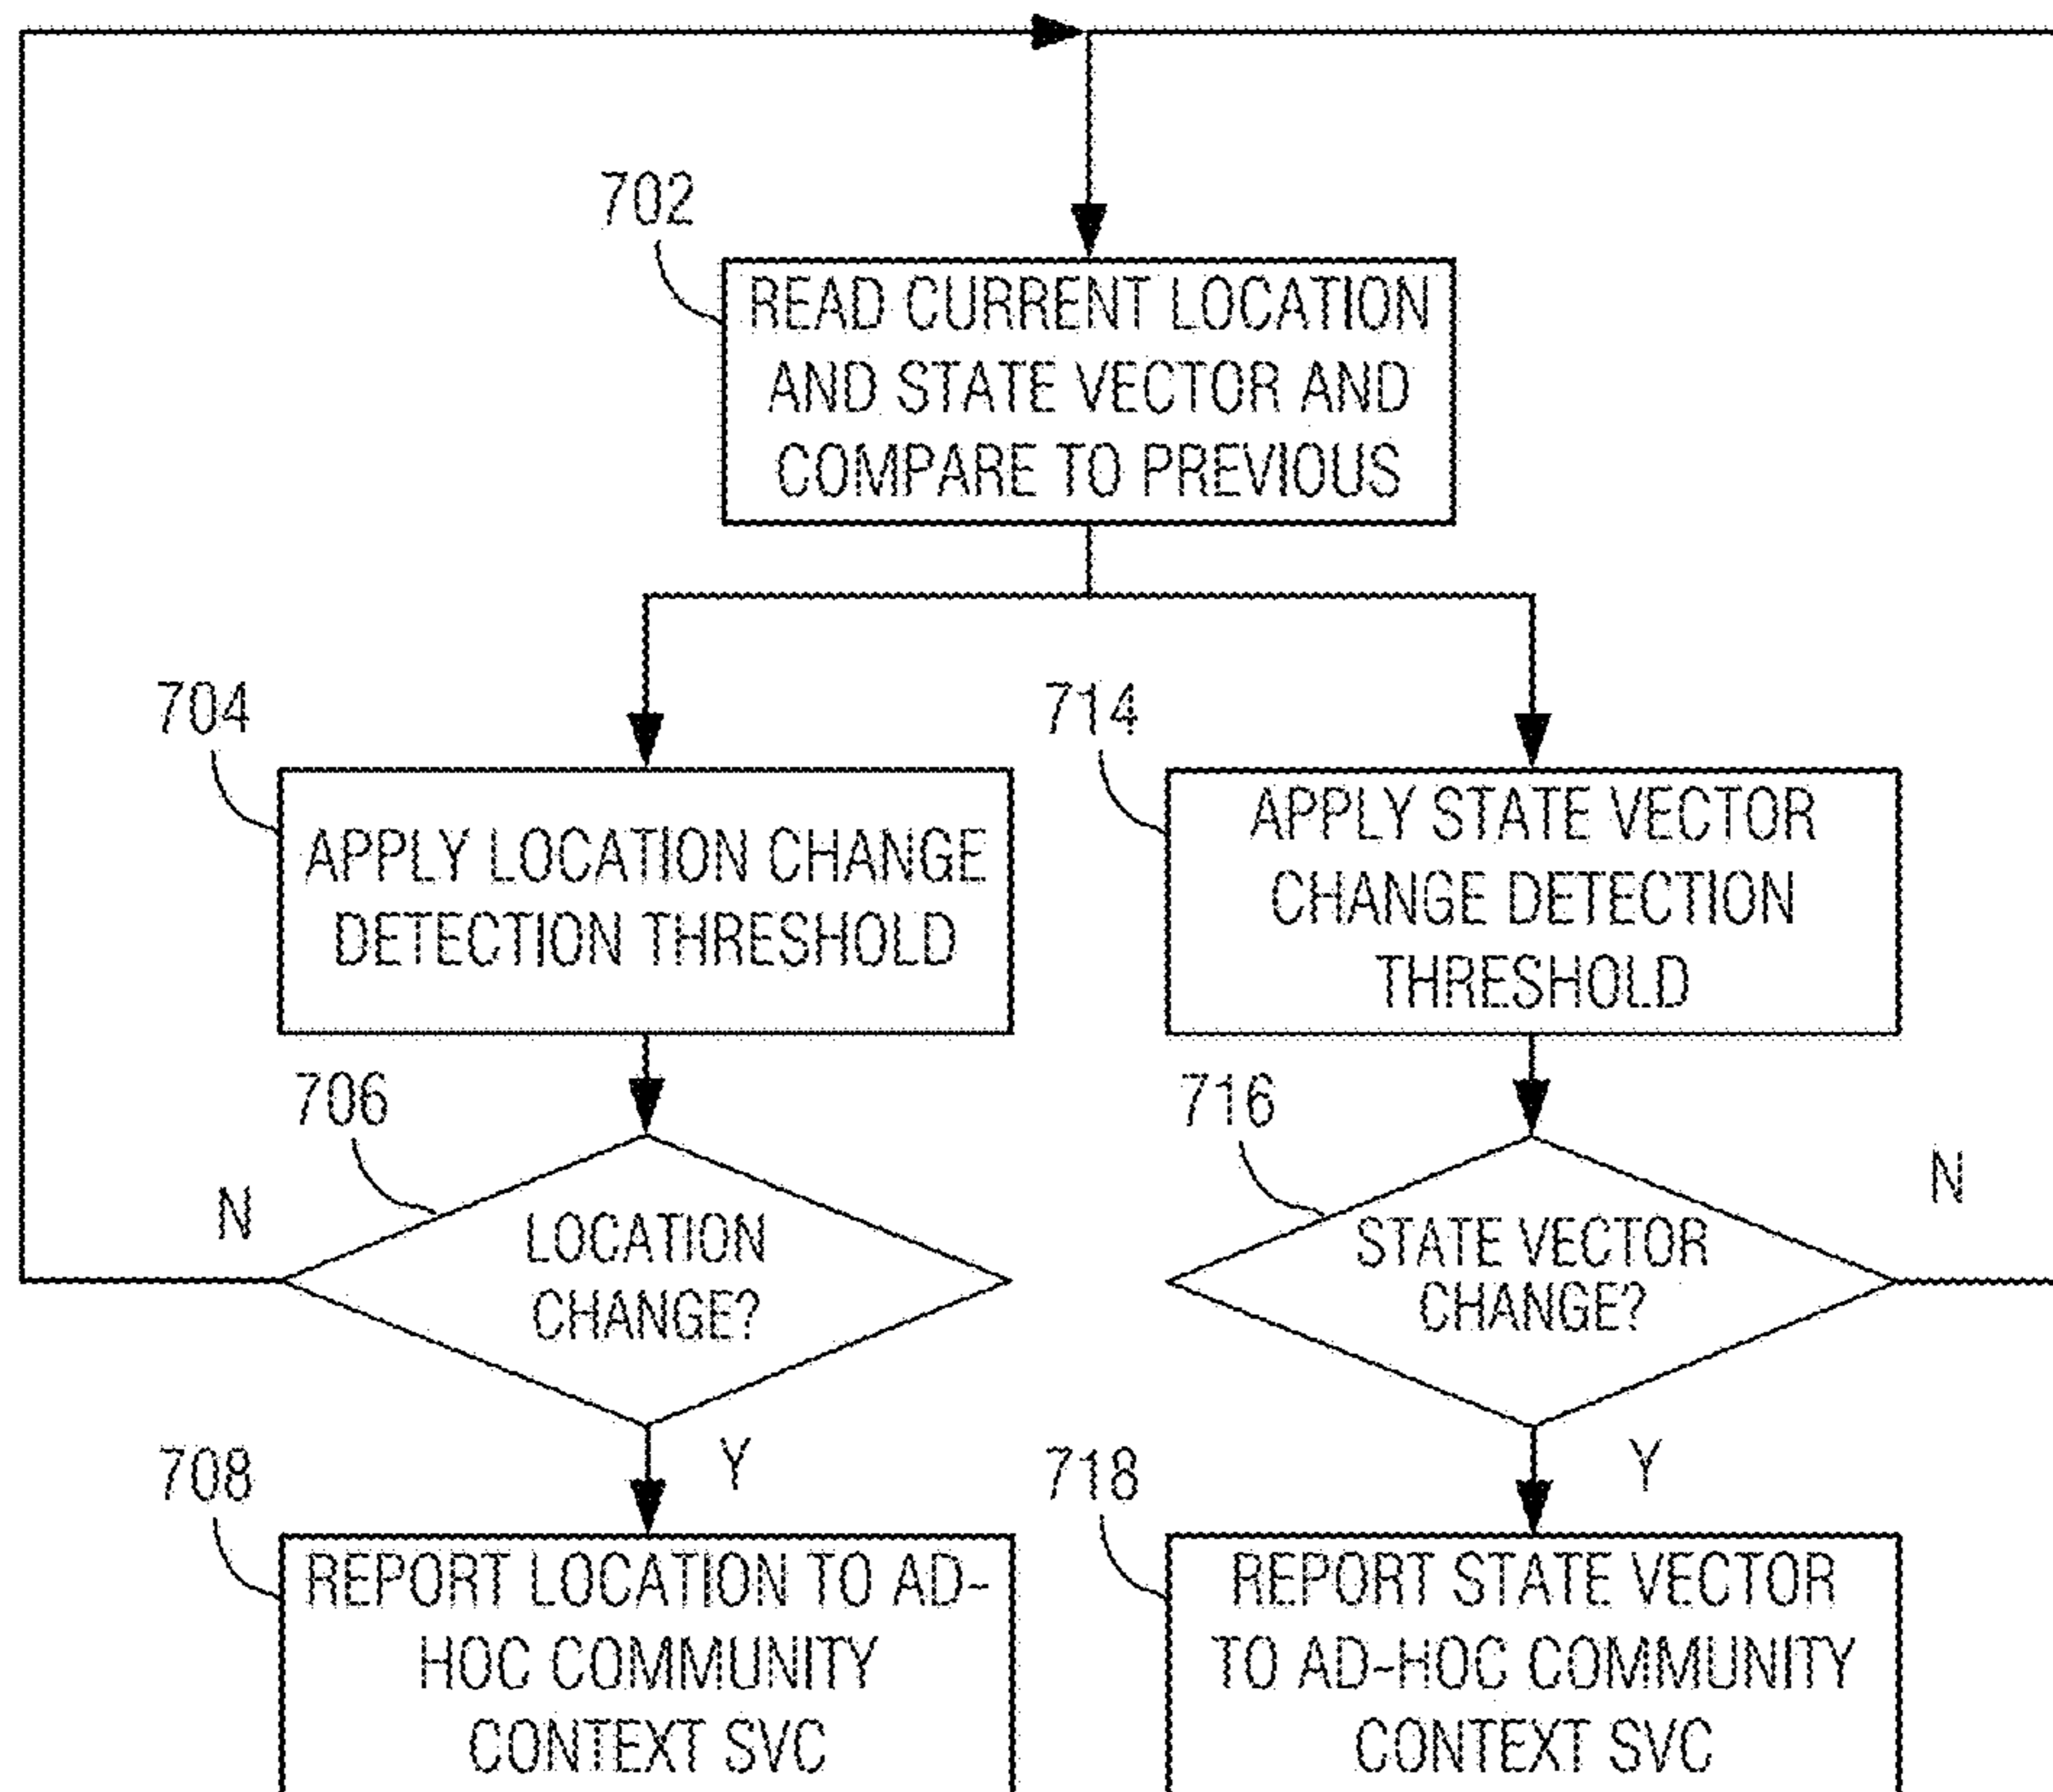 702
READ CURRENT LOCATION
AND STATE VECTOR AND
COMPARE TO PREVIOUS
704
APPLY LOCATION CHANGE
DETECTION THRESHOLD
714
APPLY STATE VECTOR
CHANGE DETECTION
THRESHOLD
706
N
LOCATION
CHANGE?
Y
716
N
STATE VECTOR
CHANGE?
Y
708
REPORT LOCATION TO AD-
HOC COMMUNITY
CONTEXT SVC
718
REPORT STATE VECTOR
TO AD-HOC COMMUNITY
CONTEXT SVC